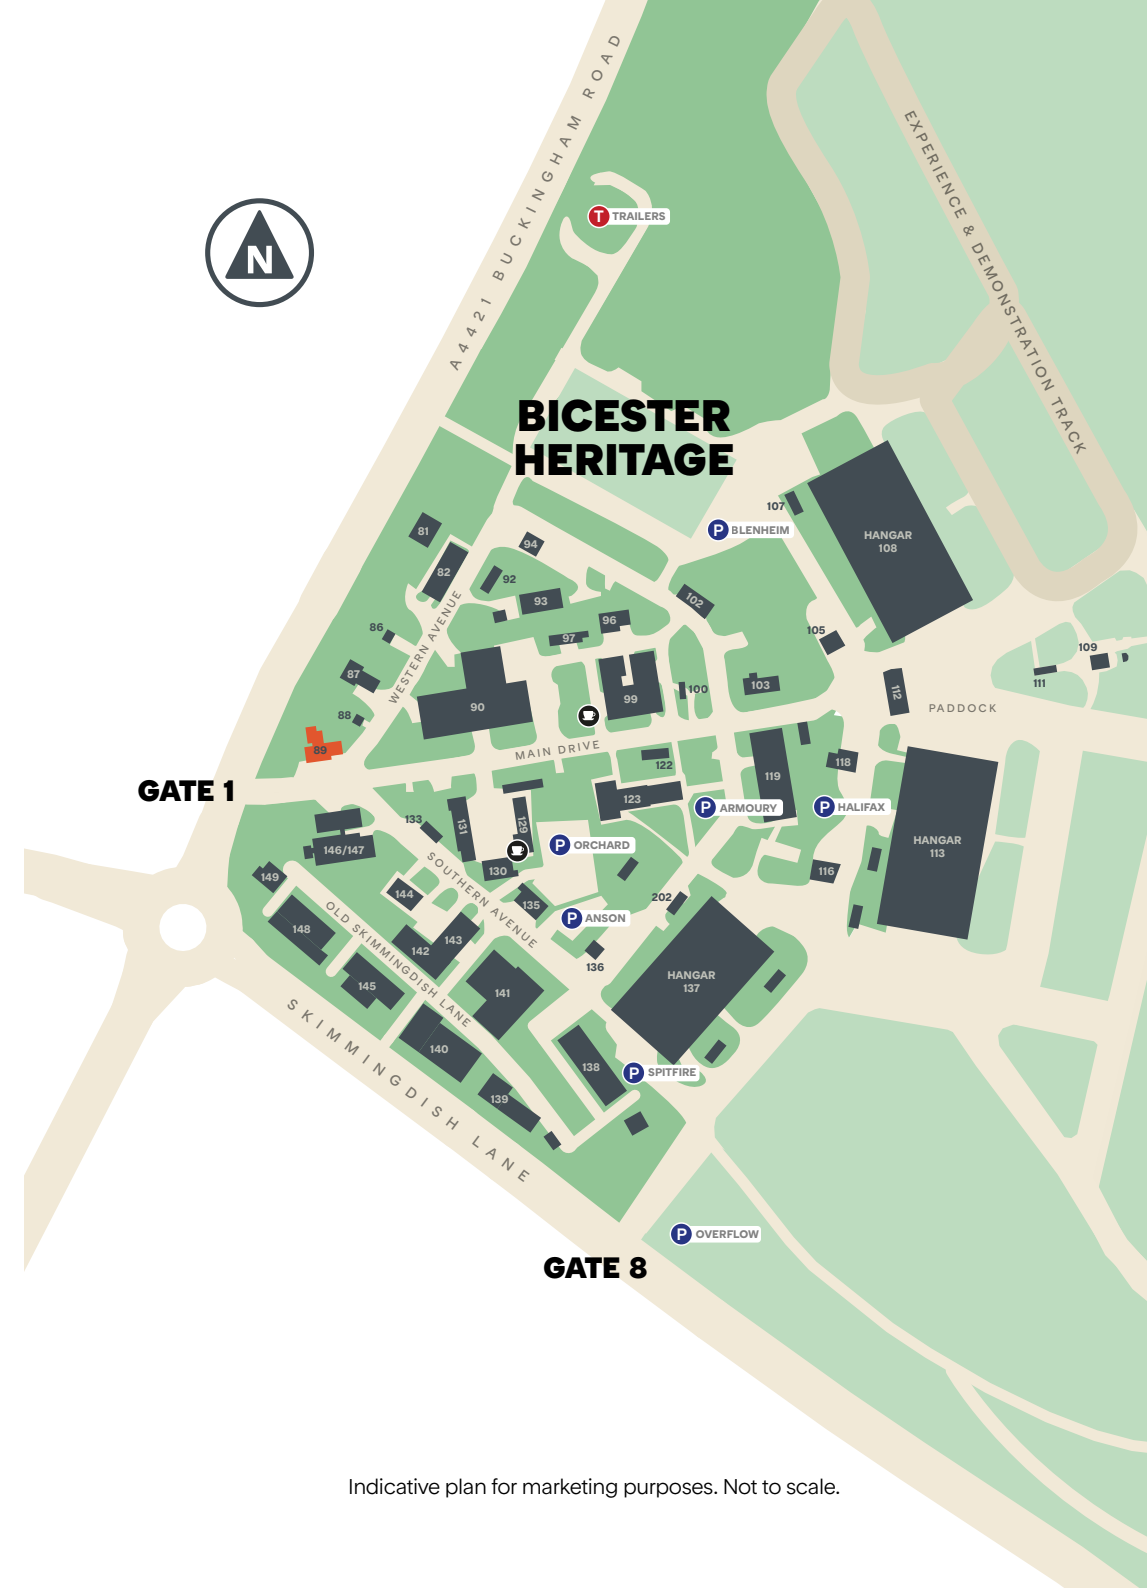 A4421 BUCKINGHAM ROAD
EXPERIENCE & DEMONSTRATION TRACK
T TRAILERS
N
BICESTER
HERITAGE
107
P BLENHEIM
HANGAR
108
81
94
82
92
93
102
96
97
86
WESTERN AVENUE
105
109
111
87
99
100
103
112
90
88
PADDOCK
89
MAIN DRIVE
122
118
119
GATE 1
123
P ARMOURY
P HALIFAX
133
131
129
P ORCHARD
HANGAR
113
146/147
130
116
149
SOUTHERN AVENUE
144
202
135
P ANSON
OLD SKIMMINGDISH LANE
148
143
142
136
HANGAR
137
145
141
SKIMMINGDISH LANE
140
138
P SPITFIRE
139
P OVERFLOW
GATE 8
Indicative plan for marketing purposes. Not to scale.